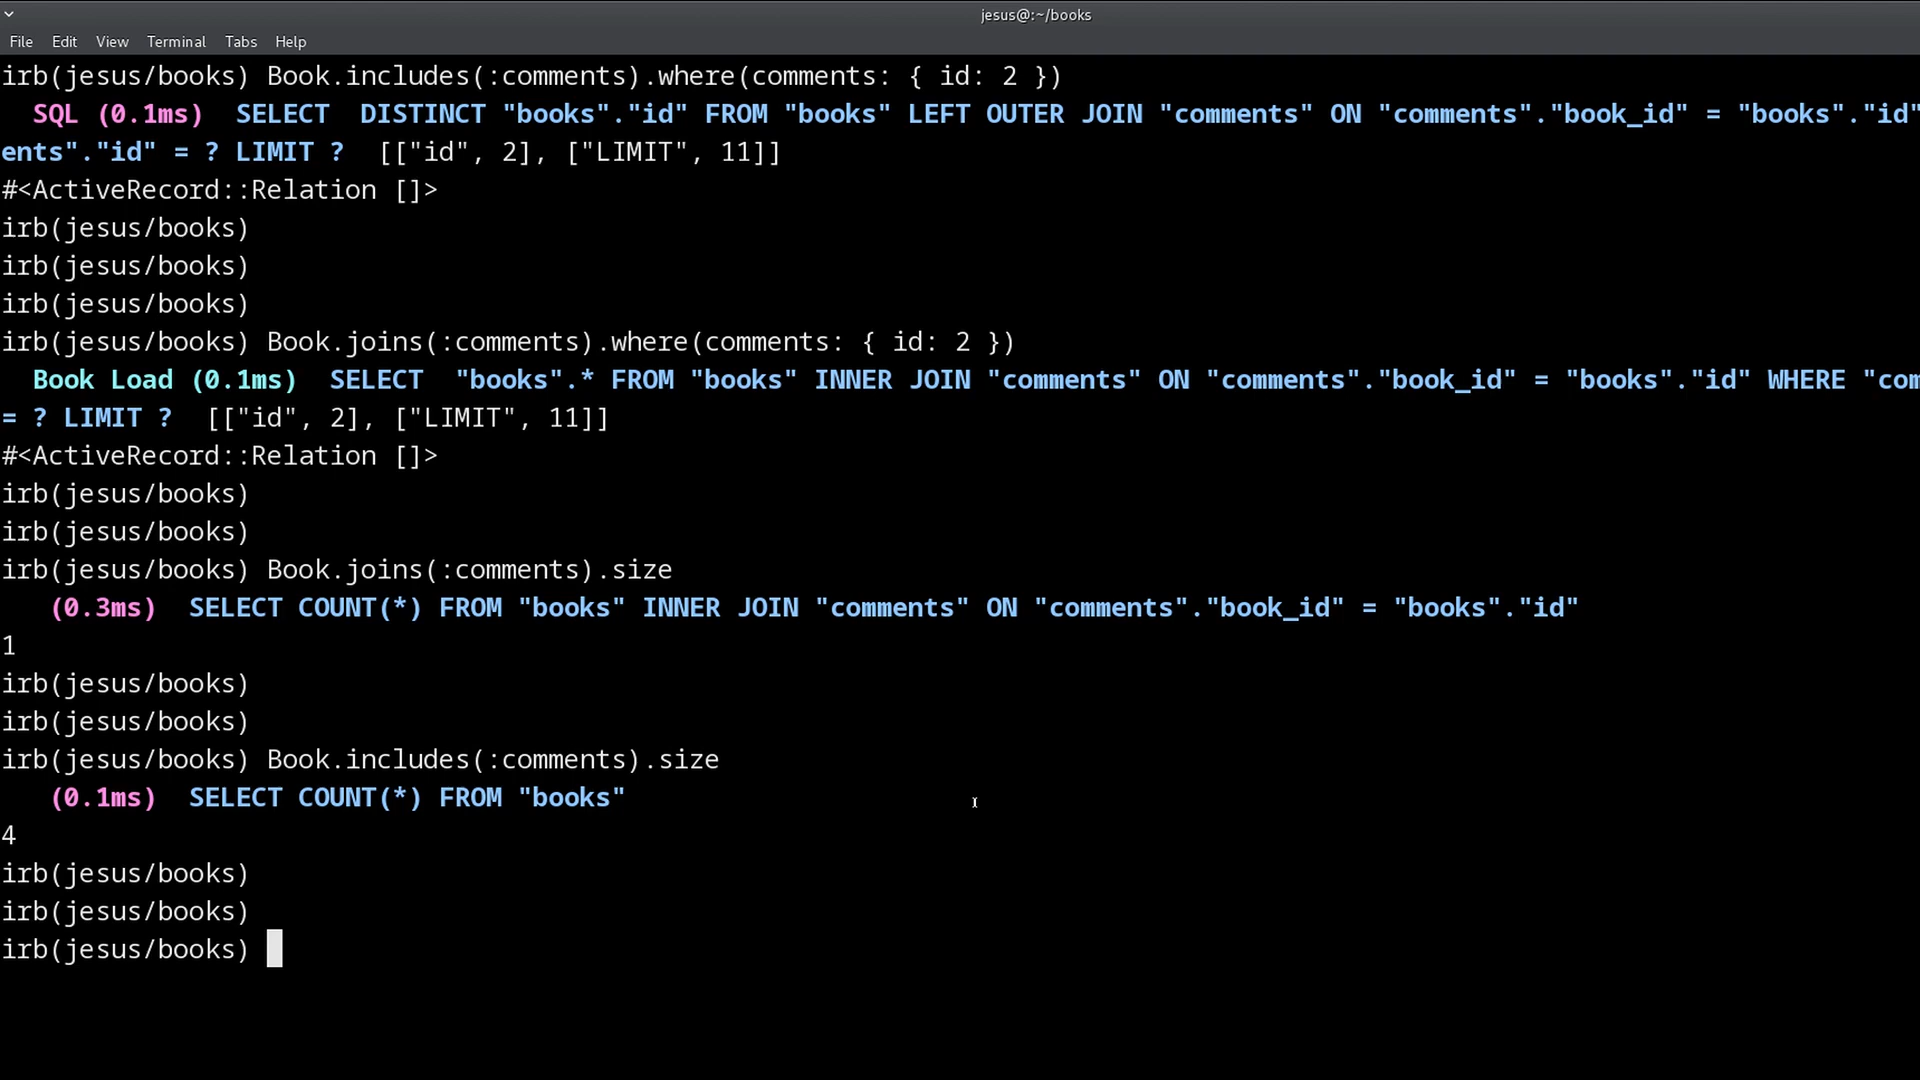 jesus@:~/books
File Edit View Terminal Tabs Help
irb(jesus/books) Book.includes(:comments).where(comments: { id: 2 })
  SQL (0.1ms)  SELECT  DISTINCT "books"."id" FROM "books" LEFT OUTER JOIN "comments" ON "comments"."book_id" = "books"."id"
ents"."id" = ? LIMIT ?  [["id", 2], ["LIMIT", 11]]
#<ActiveRecord::Relation []>
irb(jesus/books)
irb(jesus/books)
irb(jesus/books)
irb(jesus/books) Book.joins(:comments).where(comments: { id: 2 })
  Book Load (0.1ms)  SELECT  "books".* FROM "books" INNER JOIN "comments" ON "comments"."book_id" = "books"."id" WHERE "com
= ? LIMIT ?  [["id", 2], ["LIMIT", 11]]
#<ActiveRecord::Relation []>
irb(jesus/books)
irb(jesus/books)
irb(jesus/books) Book.joins(:comments).size
   (0.3ms)  SELECT COUNT(*) FROM "books" INNER JOIN "comments" ON "comments"."book_id" = "books"."id"
1
irb(jesus/books)
irb(jesus/books)
irb(jesus/books) Book.includes(:comments).size
   (0.1ms)  SELECT COUNT(*) FROM "books"
4
irb(jesus/books)
irb(jesus/books)
irb(jesus/books)